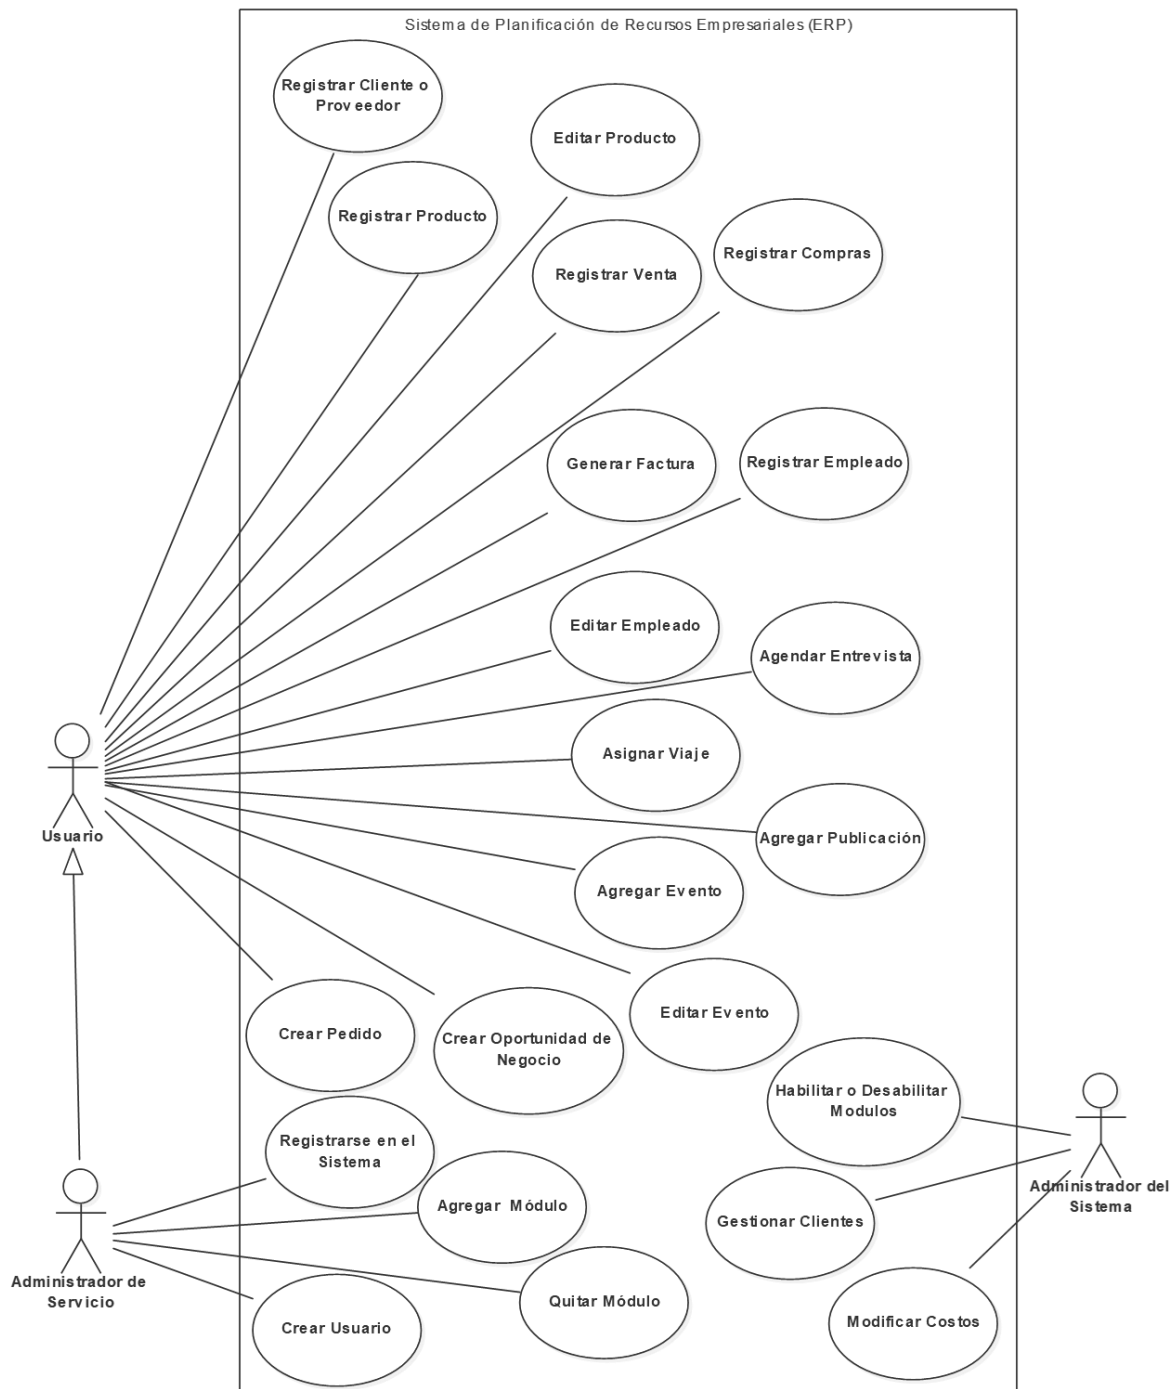 Sistema de Planificación de Recursos Empresariales (ERP)
Registrar Cliente o
Proveedor
Editar Producto
Registrar Producto
Registrar Compras
Registrar Venta
Generar Factura
Registrar Empleado
Editar Empleado
Agendar Entrevista
Asignar Viaje
Usuario
Agregar Publicación
Agregar Evento
Editar Evento
Crear Pedido
Crear Oportunidad de
Negocio
Habilitar o Desabilitar
Modulos
Registrarse en el
Sistema
Administrador del
Sistema
Agregar Módulo
Gestionar Clientes
Administrador de
Servicio
Quitar Módulo
Crear Usuario
Modificar Costos